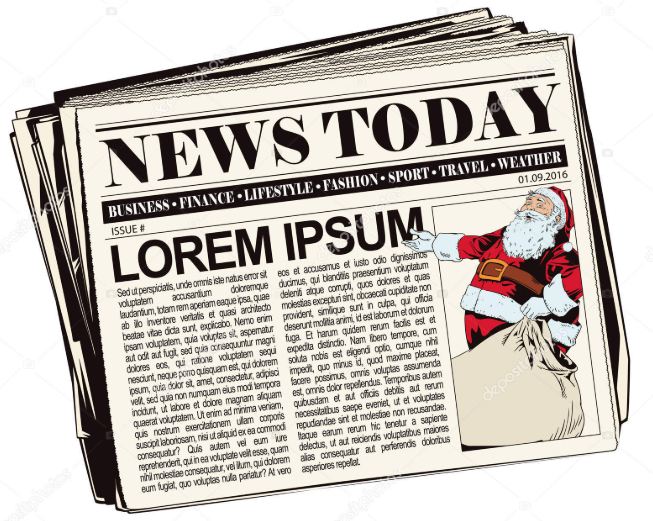 NEWS TODAY
BUSINESS • FINANCE • LIFESTYLE • FASHION • SPORT • TRAVEL • WEATHER
01.09.2016
ISSUE #
LOREM IPSUM
Sed ut perspiciatis, unde omnis iste natus error sit
voluptatem accusantium doloremque
laudantium, totam rem aperiam eaque ipsa, quae
ab illo inventore veritatis et quasi architecto
beatae vitae dicta sunt, explicabo. Nemo enim
ipsam voluptatem, quia voluptas sit, aspernatur
aut odit aut fugit, sed quia consequuntur magni
dolores eos, qui ratione voluptatem sequi
nesciunt, neque porro quisquam est, qui dolorem
ipsum, quia dolor sit, amet, consectetur, adipisci
velit, sed quia non numquam eius modi tempora
incidunt, ut labore et dolore magnam aliquam
quaerat voluptatem. Ut enim ad minima veniam,
quis nostrum exercitationem ullam corporis
suscipit laboriosam, nisi ut aliquid ex ea commodi
consequatur? Quis autem vel eum iure
reprehenderit, qui in ea voluptate velit esse, quam
nihil molestiae consequatur, vel illum, qui dolorem
eum fugiat, quo voluptas nulla pariatur? At vero
eos et accusamus et iusto odio dignissimos
ducimus, qui blanditiis praesentium voluptatum
deleniti atque corrupti, quos dolores et quas
molestias excepturi sint, obcaecati cupiditate non
provident, similique sunt in culpa, qui officia
deserunt mollitia animi, id est laborum et dolorum
fuga. Et harum quidem rerum facilis est et
expedita distinctio. Nam libero tempore, cum
soluta nobis est eligendi optio, cumque nihil
impedit, quo minus id, quod maxime placeat,
facere possimus, omnis voluptas assumenda
est, omnis dolor repellendus. Temporibus autem
quibusdam et aut officiis debitis aut rerum
necessitatibus saepe eveniet, ut et voluptates
repudiandae sint et molestiae non recusandae.
Itaque earum rerum hic tenetur a sapiente
delectus, ut aut reiciendis voluptatibus maiores
alias consequatur aut perferendis doloribus
asperiores repellat.
depositphotos